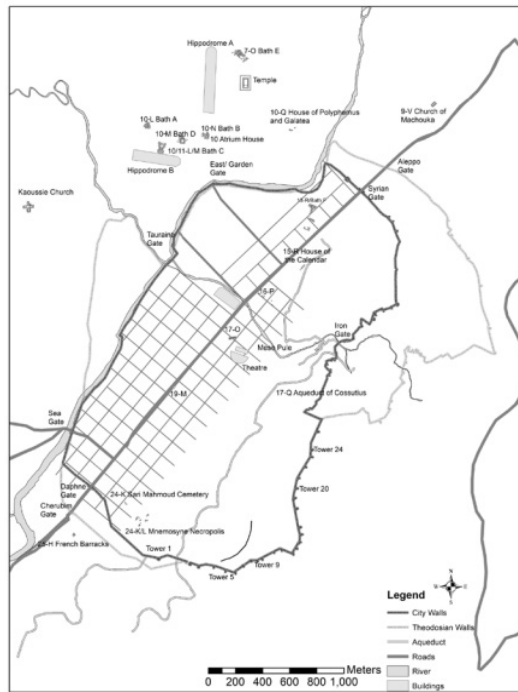 Hippodrome A
7-O Bath E
Temple
10-Q House of Polyphemus
and Galatea
9-V Church of
Machouka
10-L Bath A
10-M Bath D
10-N Bath B
10 Atrium House
10/11-L/M Bath C
Hippodrome B
East/ Garden
Gate
Aleppo
Gate
Syrian
Gate
Kaoussie Church
Tauraina
Gate
15-R House of
the Calendar
16-P
17-O
Mese Pule
Theatre
Iron
Gate
17-Q Aqueduct of Cossutius
19-M
Sea
Gate
Tower 24
Tower 20
Daphne
Gate
24-K Sari Mahmoud Cemetery
Cherubim
Gate
24-K/L Mnemosyne Necropolis
25-H French Barracks
Tower 1
Tower 5
Tower 9
N
W
E
S
Legend
City Walls
Theodosian Walls
Aqueduct
Roads
River
Buildings
Meters
0 200 400 600 800 1,000